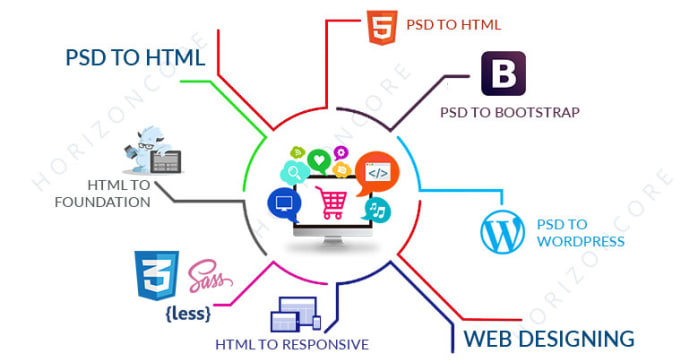 PSD TO HTML
5
PSD TO HTML
B
PSD TO BOOTSTRAP
HTML TO
FOUNDATION
</>
W
PSD TO
WORDPRESS
3
Sass
{less}
HTML TO RESPONSIVE
WEB DESIGNING
HORIZONCORE
HORIZONCORE
HORIZONCORE
HORIZONCORE